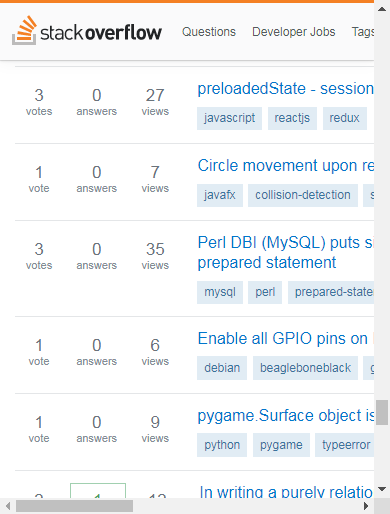 stackoverflow Questions Developer Jobs Tags
3 0 27 preloadedState - session
votes answers views javascript reactjs redux
1 0 7 Circle movement upon re
vote answers views javafx collision-detection s
3 0 35 Perl DBI (MySQL) puts si
votes answers views prepared statement
mysql perl prepared-state
1 0 6 Enable all GPIO pins on
vote answers views debian beagleboneblack g
1 0 9 pygame.Surface object is
vote answers views python pygame typeerror
In writing a purely relatio